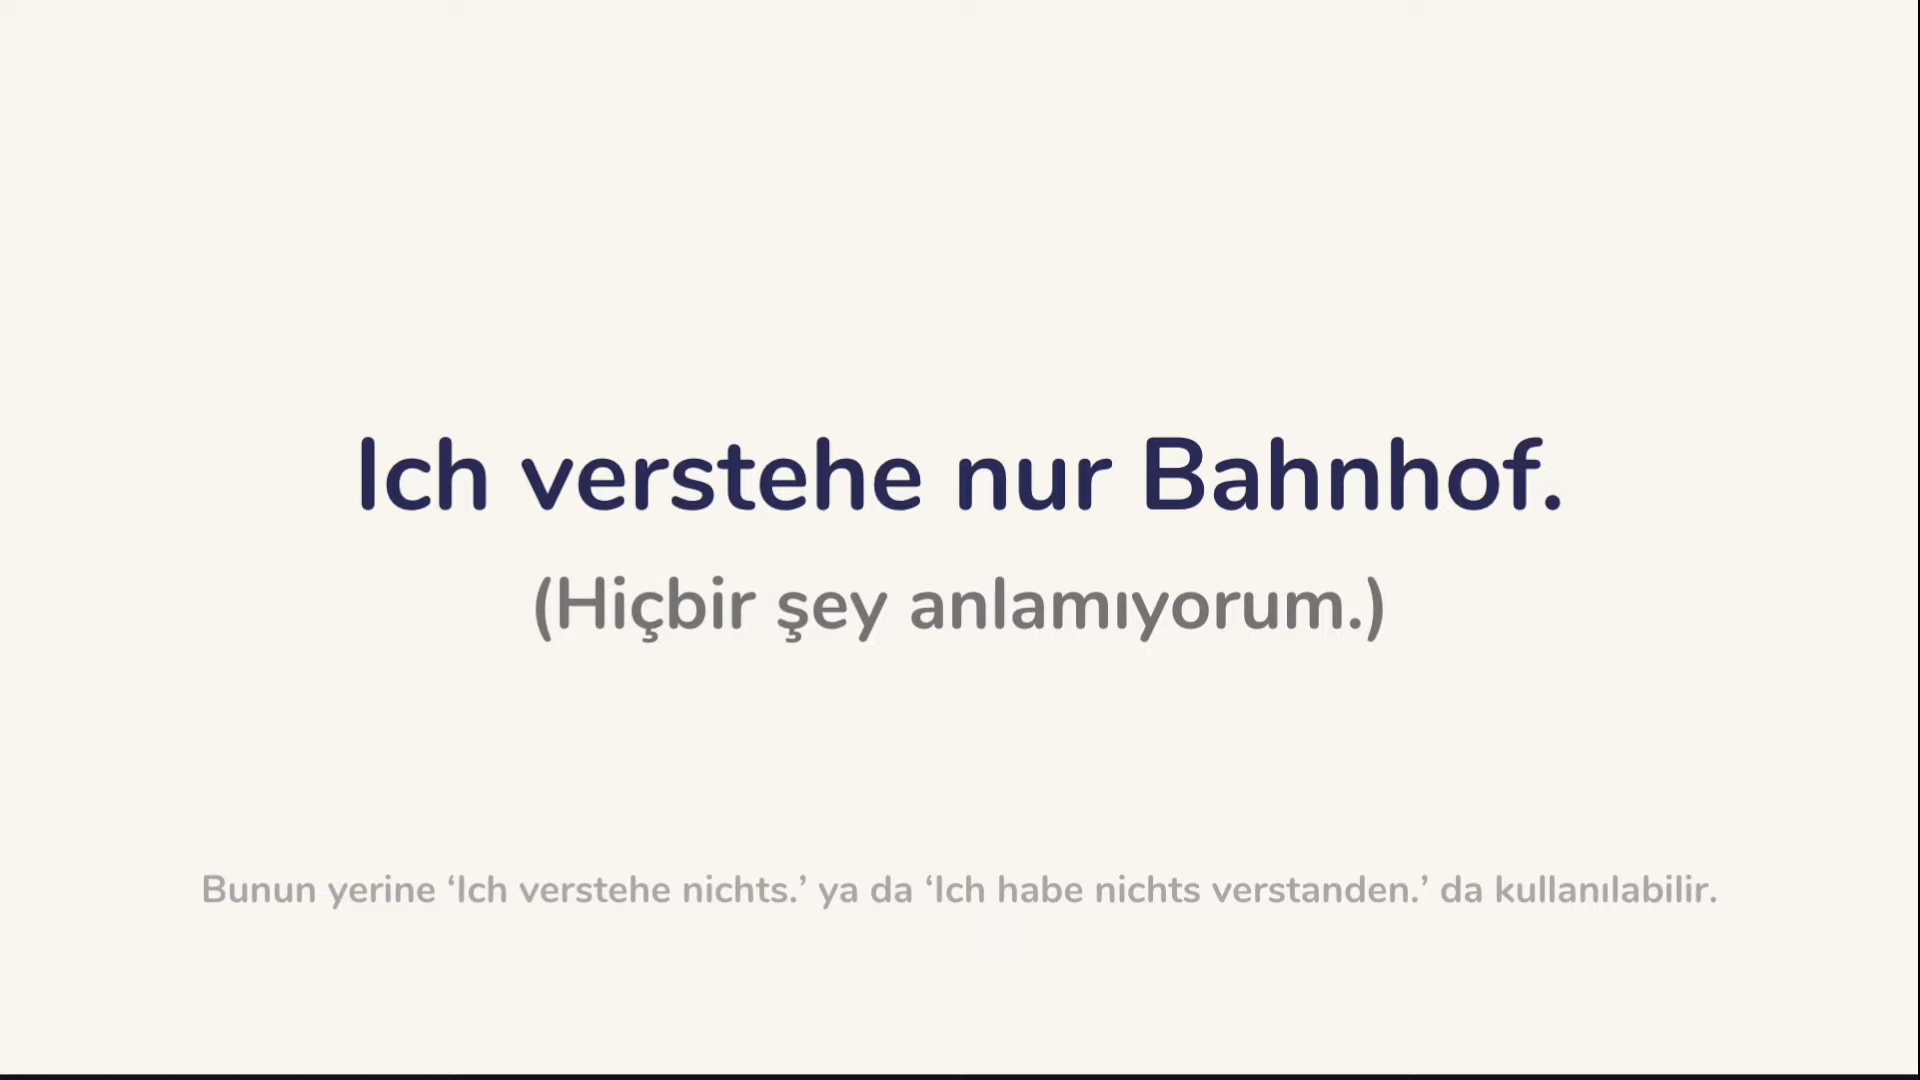 Ich verstehe nur Bahnhof.
(Hiçbir şey anlamıyorum.)
Bunun yerine ‘Ich verstehe nichts.’ ya da ‘Ich habe nichts verstanden.’ da kullanılabilir.